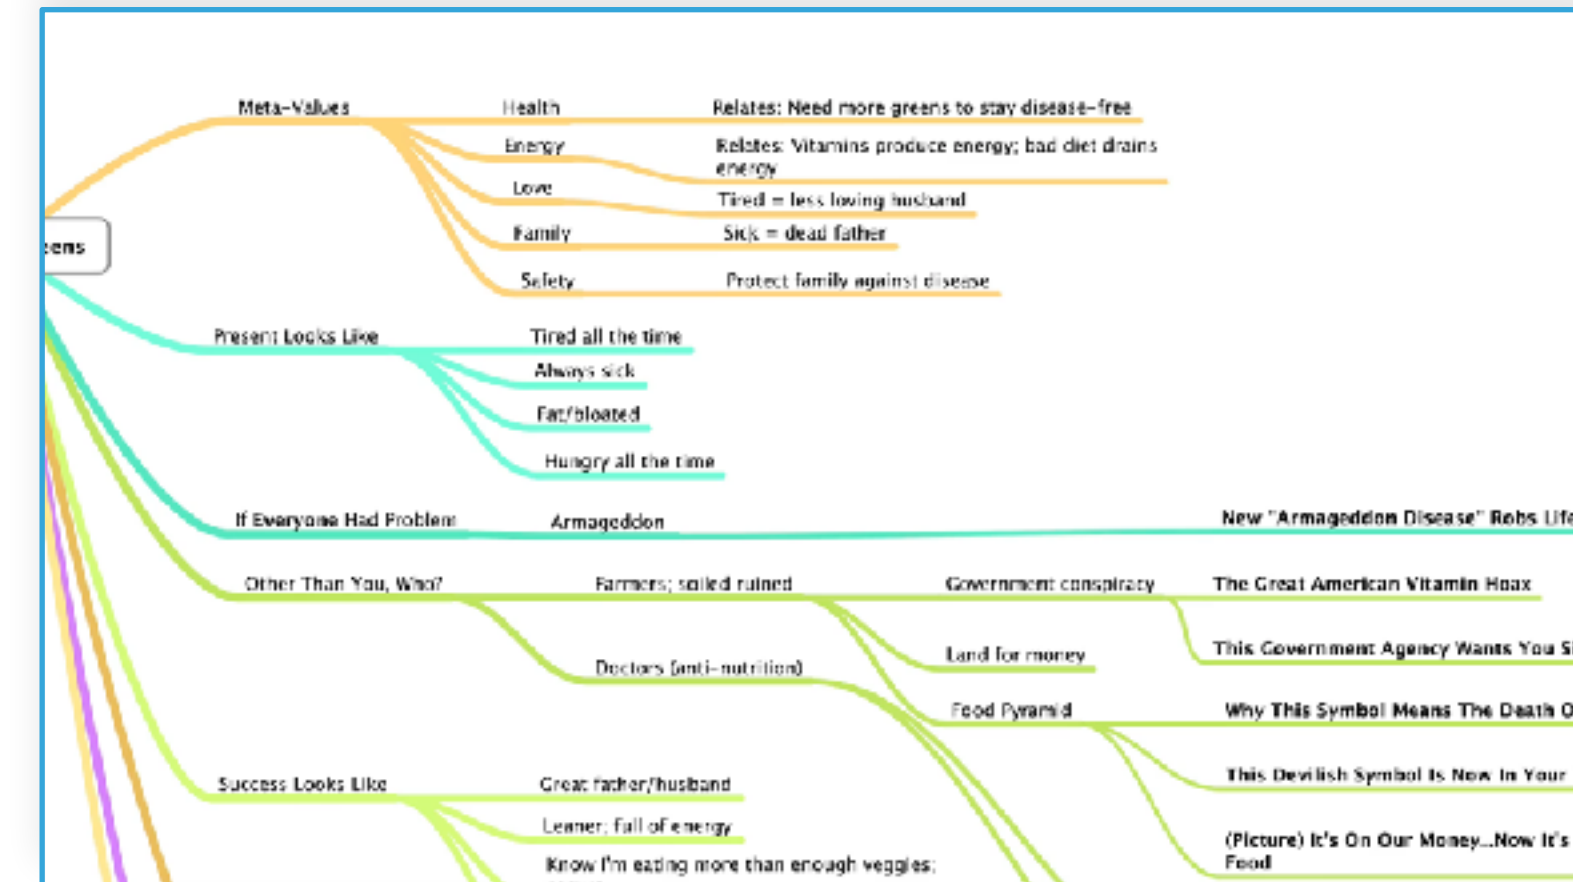 Meta-Values
Health
Relates: Need more greens to stay disease-free
Energy
Relates: Vitamins produce energy; bad diet drains
energy
Love
Tired = less loving husband
Family
Sick = dead father
Safety
Protect family against disease
eens
Present Looks Like
Tired all the time
Always sick
Fat/bloated
Hungry all the time
If Everyone Had Problem
Armageddon
New "Armageddon Disease" Robs Life
Other Than You, Who?
Farmers; soiled ruined
Government conspiracy
The Great American Vitamin Hoax
This Government Agency Wants You Si
Land for money
Doctors (anti-nutrition)
Food Pyramid
Why This Symbol Means The Death O
This Devilish Symbol Is Now In Your
Success Looks Like
Great father/husband
Leaner; full of energy
(Picture) It's On Our Money...Now It's
Food
Know I'm eating more than enough veggies;